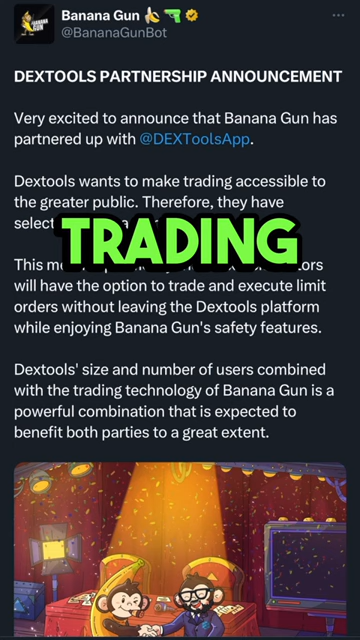 BANANA GUN
Banana Gun 🍌🔫
@BananaGunBot
DEXTOOLS PARTNERSHIP ANNOUNCEMENT
Very excited to announce that Banana Gun has
partnered up with @DEXToolsApp.
Dextools wants to make trading accessible to
the greater public. Therefore, they have
TRADING
will have the option to trade and execute limit
orders without leaving the Dextools platform
while enjoying Banana Gun's safety features.
Dextools' size and number of users combined
with the trading technology of Banana Gun is a
powerful combination that is expected to
benefit both parties to a great extent.